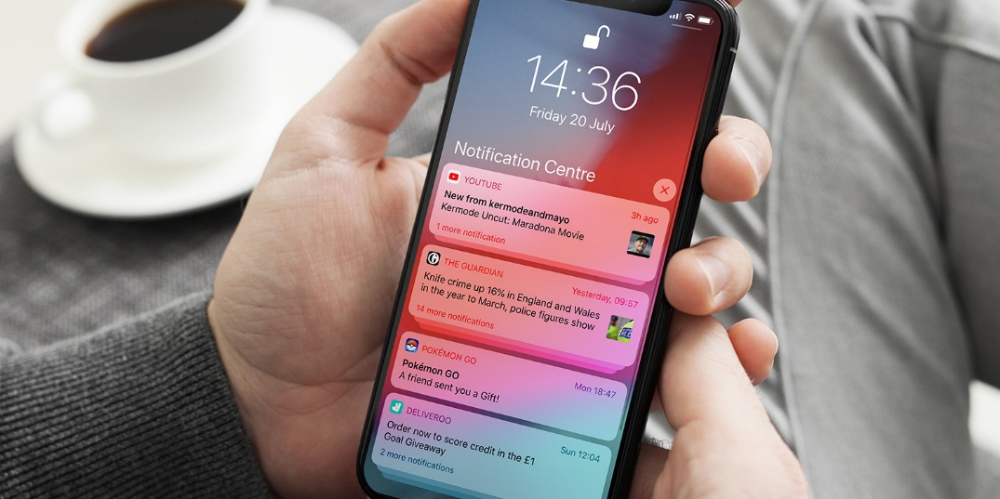 14:36
Friday 20 July
Notification Centre
YOUTUBE
3h ago
New from kermodeandmayo
Kermode Uncut: Maradona Movie
1 more notification
THE GUARDIAN
Yesterday, 09:57
Knife crime up 16% in England and Wales
in the year to March, police figures show
14 more notifications
POKÉMON GO
Mon 18:47
Pokémon GO
A friend sent you a Gift!
DELIVEROO
Sun 12:04
Order now to score credit in the £1
Goal Giveaway
2 more notifications